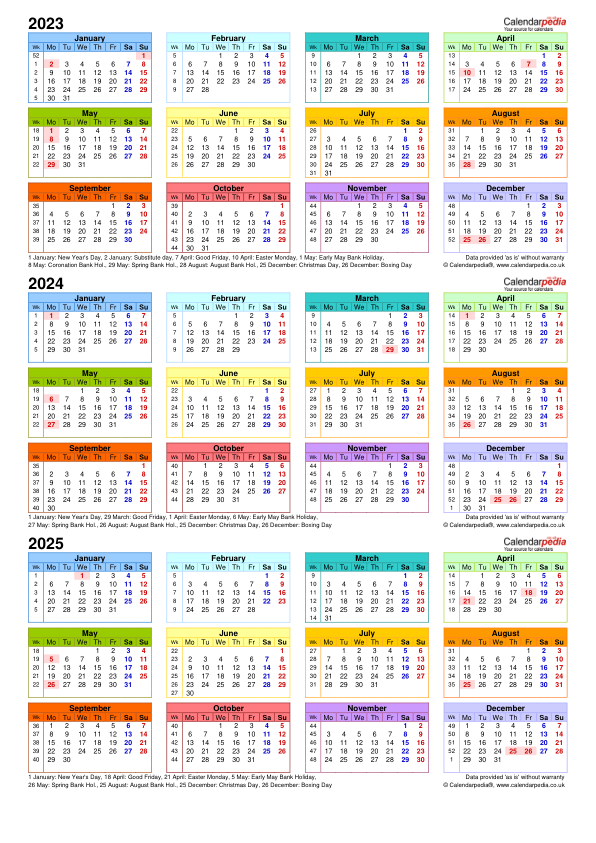 2023
Calendarpedia
Your source for calendars
January
Wk Mo Tu We Th Fr Sa Su
52 1
1 2 3 4 5 6 7 8
2 9 10 11 12 13 14 15
3 16 17 18 19 20 21 22
4 23 24 25 26 27 28 29
5 30 31
February
Wk Mo Tu We Th Fr Sa Su
5 1 2 3 4 5
6 6 7 8 9 10 11 12
7 13 14 15 16 17 18 19
8 20 21 22 23 24 25 26
9 27 28
March
Wk Mo Tu We Th Fr Sa Su
9 1 2 3 4 5
10 6 7 8 9 10 11 12
11 13 14 15 16 17 18 19
12 20 21 22 23 24 25 26
13 27 28 29 30 31
April
Wk Mo Tu We Th Fr Sa Su
13 1 2
14 3 4 5 6 7 8 9
15 10 11 12 13 14 15 16
16 17 18 19 20 21 22 23
17 24 25 26 27 28 29 30
May
Wk Mo Tu We Th Fr Sa Su
18 1 2 3 4 5 6 7
19 8 9 10 11 12 13 14
20 15 16 17 18 19 20 21
21 22 23 24 25 26 27 28
22 29 30 31
June
Wk Mo Tu We Th Fr Sa Su
22 1 2 3 4
23 5 6 7 8 9 10 11
24 12 13 14 15 16 17 18
25 19 20 21 22 23 24 25
26 26 27 28 29 30
July
Wk Mo Tu We Th Fr Sa Su
26 1 2
27 3 4 5 6 7 8 9
28 10 11 12 13 14 15 16
29 17 18 19 20 21 22 23
30 24 25 26 27 28 29 30
31 31
August
Wk Mo Tu We Th Fr Sa Su
31 1 2 3 4 5 6
32 7 8 9 10 11 12 13
33 14 15 16 17 18 19 20
34 21 22 23 24 25 26 27
35 28 29 30 31
September
Wk Mo Tu We Th Fr Sa Su
35 1 2 3
36 4 5 6 7 8 9 10
37 11 12 13 14 15 16 17
38 18 19 20 21 22 23 24
39 25 26 27 28 29 30
October
Wk Mo Tu We Th Fr Sa Su
39 1
40 2 3 4 5 6 7 8
41 9 10 11 12 13 14 15
42 16 17 18 19 20 21 22
43 23 24 25 26 27 28 29
44 30 31
November
Wk Mo Tu We Th Fr Sa Su
44 1 2 3 4 5
45 6 7 8 9 10 11 12
46 13 14 15 16 17 18 19
47 20 21 22 23 24 25 26
48 27 28 29 30
December
Wk Mo Tu We Th Fr Sa Su
48 1 2 3
49 4 5 6 7 8 9 10
50 11 12 13 14 15 16 17
51 18 19 20 21 22 23 24
52 25 26 27 28 29 30 31
1 January: New Year's Day, 2 January: Substitute day, 7 April: Good Friday, 10 April: Easter Monday, 1 May: Early May Bank Holiday,
8 May: Coronation Bank Hol., 29 May: Spring Bank Hol., 28 August: August Bank Hol., 25 December: Christmas Day, 26 December: Boxing Day
Data provided 'as is' without warranty
© Calendarpedia®, www.calendarpedia.co.uk
2024
Calendarpedia
Your source for calendars
January
Wk Mo Tu We Th Fr Sa Su
1 1 2 3 4 5 6 7
2 8 9 10 11 12 13 14
3 15 16 17 18 19 20 21
4 22 23 24 25 26 27 28
5 29 30 31
February
Wk Mo Tu We Th Fr Sa Su
5 1 2 3 4
6 5 6 7 8 9 10 11
7 12 13 14 15 16 17 18
8 19 20 21 22 23 24 25
9 26 27 28 29
March
Wk Mo Tu We Th Fr Sa Su
9 1 2 3
10 4 5 6 7 8 9 10
11 11 12 13 14 15 16 17
12 18 19 20 21 22 23 24
13 25 26 27 28 29 30 31
April
Wk Mo Tu We Th Fr Sa Su
14 1 2 3 4 5 6 7
15 8 9 10 11 12 13 14
16 15 16 17 18 19 20 21
17 22 23 24 25 26 27 28
18 29 30
May
Wk Mo Tu We Th Fr Sa Su
18 1 2 3 4 5
19 6 7 8 9 10 11 12
20 13 14 15 16 17 18 19
21 20 21 22 23 24 25 26
22 27 28 29 30 31
June
Wk Mo Tu We Th Fr Sa Su
22 1 2
23 3 4 5 6 7 8 9
24 10 11 12 13 14 15 16
25 17 18 19 20 21 22 23
26 24 25 26 27 28 29 30
July
Wk Mo Tu We Th Fr Sa Su
27 1 2 3 4 5 6 7
28 8 9 10 11 12 13 14
29 15 16 17 18 19 20 21
30 22 23 24 25 26 27 28
31 29 30 31
August
Wk Mo Tu We Th Fr Sa Su
31 1 2 3 4
32 5 6 7 8 9 10 11
33 12 13 14 15 16 17 18
34 19 20 21 22 23 24 25
35 26 27 28 29 30 31
September
Wk Mo Tu We Th Fr Sa Su
35 1
36 2 3 4 5 6 7 8
37 9 10 11 12 13 14 15
38 16 17 18 19 20 21 22
39 23 24 25 26 27 28 29
40 30
October
Wk Mo Tu We Th Fr Sa Su
40 1 2 3 4 5 6
41 7 8 9 10 11 12 13
42 14 15 16 17 18 19 20
43 21 22 23 24 25 26 27
44 28 29 30 31
November
Wk Mo Tu We Th Fr Sa Su
44 1 2 3
45 4 5 6 7 8 9 10
46 11 12 13 14 15 16 17
47 18 19 20 21 22 23 24
48 25 26 27 28 29 30
December
Wk Mo Tu We Th Fr Sa Su
48 1
49 2 3 4 5 6 7 8
50 9 10 11 12 13 14 15
51 16 17 18 19 20 21 22
52 23 24 25 26 27 28 29
1 30 31
1 January: New Year's Day, 29 March: Good Friday, 1 April: Easter Monday, 6 May: Early May Bank Holiday,
27 May: Spring Bank Hol., 26 August: August Bank Hol., 25 December: Christmas Day, 26 December: Boxing Day
Data provided 'as is' without warranty
© Calendarpedia®, www.calendarpedia.co.uk
2025
Calendarpedia
Your source for calendars
January
Wk Mo Tu We Th Fr Sa Su
1 1 2 3 4 5
2 6 7 8 9 10 11 12
3 13 14 15 16 17 18 19
4 20 21 22 23 24 25 26
5 27 28 29 30 31
February
Wk Mo Tu We Th Fr Sa Su
5 1 2
6 3 4 5 6 7 8 9
7 10 11 12 13 14 15 16
8 17 18 19 20 21 22 23
9 24 25 26 27 28
March
Wk Mo Tu We Th Fr Sa Su
9 1 2
10 3 4 5 6 7 8 9
11 10 11 12 13 14 15 16
12 17 18 19 20 21 22 23
13 24 25 26 27 28 29 30
14 31
April
Wk Mo Tu We Th Fr Sa Su
14 1 2 3 4 5 6
15 7 8 9 10 11 12 13
16 14 15 16 17 18 19 20
17 21 22 23 24 25 26 27
18 28 29 30
May
Wk Mo Tu We Th Fr Sa Su
18 1 2 3 4
19 5 6 7 8 9 10 11
20 12 13 14 15 16 17 18
21 19 20 21 22 23 24 25
22 26 27 28 29 30 31
June
Wk Mo Tu We Th Fr Sa Su
22 1
23 2 3 4 5 6 7 8
24 9 10 11 12 13 14 15
25 16 17 18 19 20 21 22
26 23 24 25 26 27 28 29
27 30
July
Wk Mo Tu We Th Fr Sa Su
27 1 2 3 4 5 6
28 7 8 9 10 11 12 13
29 14 15 16 17 18 19 20
30 21 22 23 24 25 26 27
31 28 29 30 31
August
Wk Mo Tu We Th Fr Sa Su
31 1 2 3
32 4 5 6 7 8 9 10
33 11 12 13 14 15 16 17
34 18 19 20 21 22 23 24
35 25 26 27 28 29 30 31
September
Wk Mo Tu We Th Fr Sa Su
36 1 2 3 4 5 6 7
37 8 9 10 11 12 13 14
38 15 16 17 18 19 20 21
39 22 23 24 25 26 27 28
40 29 30
October
Wk Mo Tu We Th Fr Sa Su
40 1 2 3 4 5
41 6 7 8 9 10 11 12
42 13 14 15 16 17 18 19
43 20 21 22 23 24 25 26
44 27 28 29 30 31
November
Wk Mo Tu We Th Fr Sa Su
44 1 2
45 3 4 5 6 7 8 9
46 10 11 12 13 14 15 16
47 17 18 19 20 21 22 23
48 24 25 26 27 28 29 30
December
Wk Mo Tu We Th Fr Sa Su
49 1 2 3 4 5 6 7
50 8 9 10 11 12 13 14
51 15 16 17 18 19 20 21
52 22 23 24 25 26 27 28
1 29 30 31
1 January: New Year's Day, 18 April: Good Friday, 21 April: Easter Monday, 5 May: Early May Bank Holiday,
26 May: Spring Bank Hol., 25 August: August Bank Hol., 25 December: Christmas Day, 26 December: Boxing Day
Data provided 'as is' without warranty
© Calendarpedia®, www.calendarpedia.co.uk